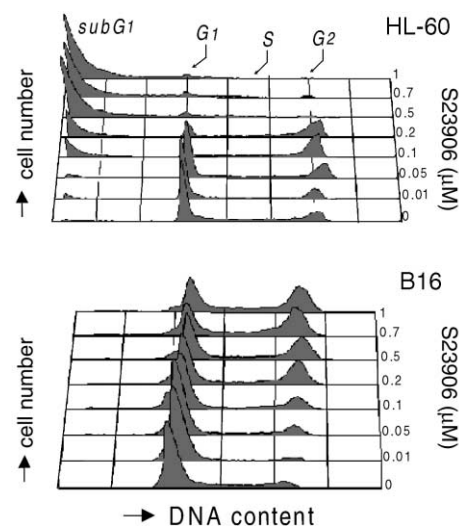 subG1
G1
S
G2
HL-60
1
0.7
0.5
0.2
0.1
0.05
0.01
0
→ cell number
S23906 (µM)
B16
1
0.7
0.5
0.2
0.1
0.05
0.01
0
→ cell number
S23906 (µM)
→ DNA content